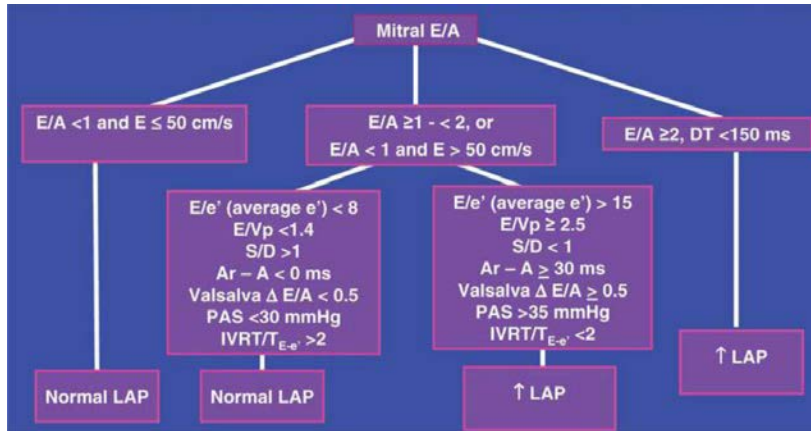 Mitral E/A
E/A <1 and E ≤ 50 cm/s
E/A ≥1 - < 2, or
E/A < 1 and E > 50 cm/s
E/A ≥2, DT <150 ms
E/e' (average e') < 8
E/Vp <1.4
S/D >1
Ar – A < 0 ms
Valsalva Δ E/A < 0.5
PAS <30 mmHg
IVRT/T_E-e' >2
E/e' (average e') > 15
E/Vp ≥ 2.5
S/D < 1
Ar – A ≥ 30 ms
Valsalva Δ E/A ≥ 0.5
PAS >35 mmHg
IVRT/T_E-e' <2
Normal LAP
Normal LAP
↑ LAP
↑ LAP